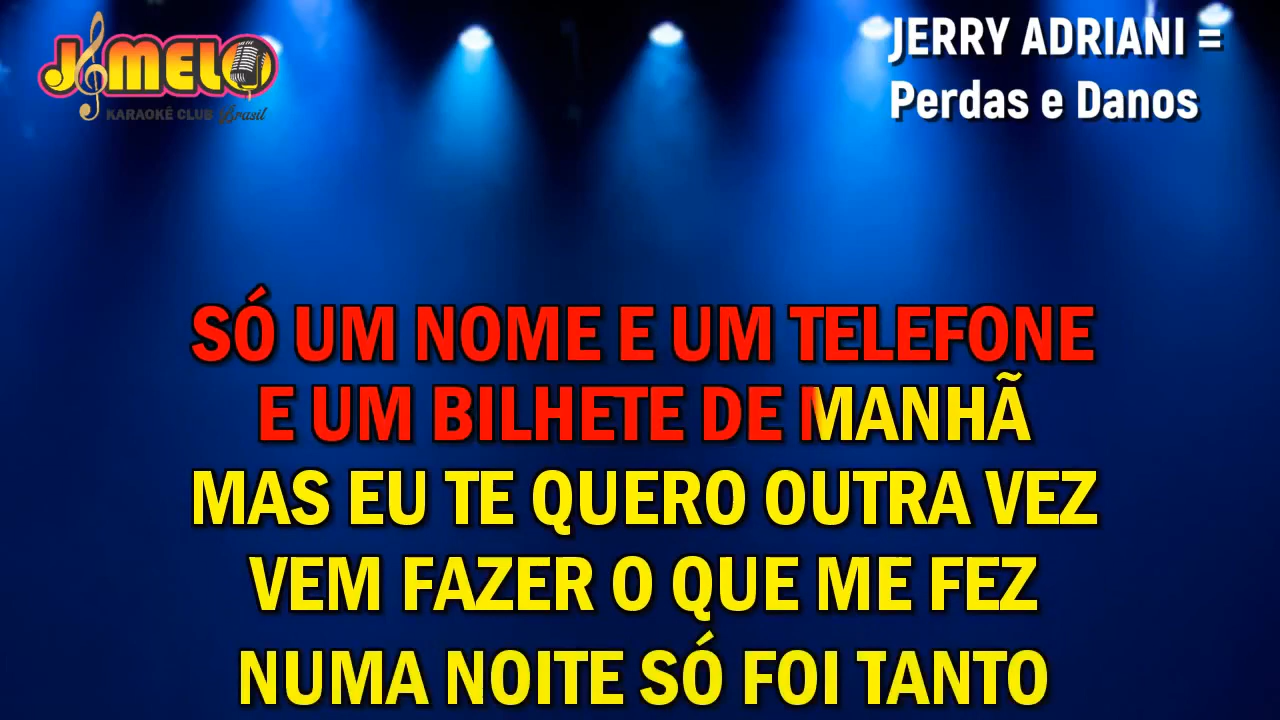 J MELO
KARAOKÊ CLUB Brasil
JERRY ADRIANI =
Perdas e Danos
SÓ UM NOME E UM TELEFONE
E UM BILHETE DE MANHÃ
MAS EU TE QUERO OUTRA VEZ
VEM FAZER O QUE ME FEZ
NUMA NOITE SÓ FOI TANTO